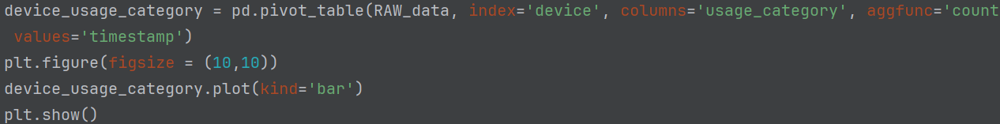 device_usage_category = pd.pivot_table(RAW_data, index='device', columns='usage_category', aggfunc='count
values='timestamp')
plt.figure(figsize = (10,10))
device_usage_category.plot(kind='bar')
plt.show()